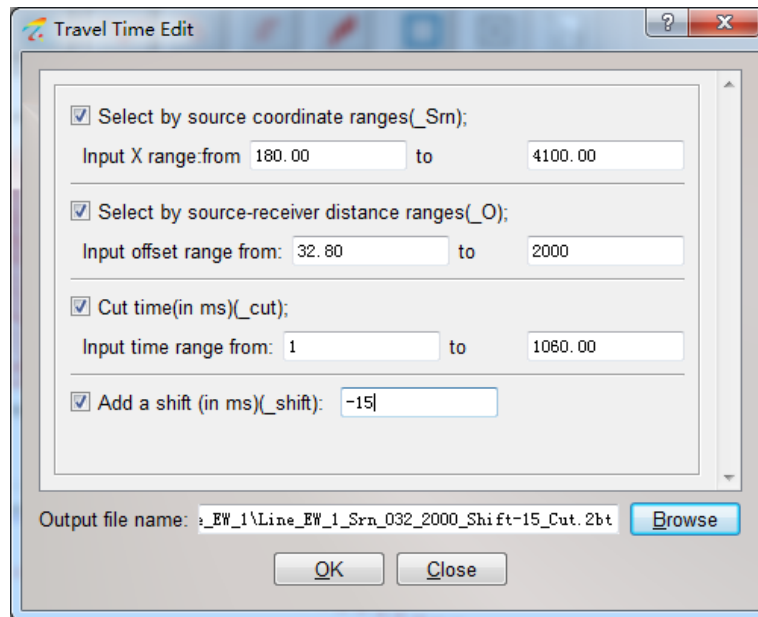 Travel Time Edit
Select by source coordinate ranges(_Srn);
Input X range:from 180.00 to 4100.00
Select by source-receiver distance ranges(_O);
Input offset range from: 32.80 to 2000
Cut time(in ms)(_cut);
Input time range from: 1 to 1060.00
Add a shift (in ms)(_shift): -15
Output file name: e_EW_1\Line_EW_1_Srn_032_2000_Shift-15_Cut.2bt Browse
OK Close